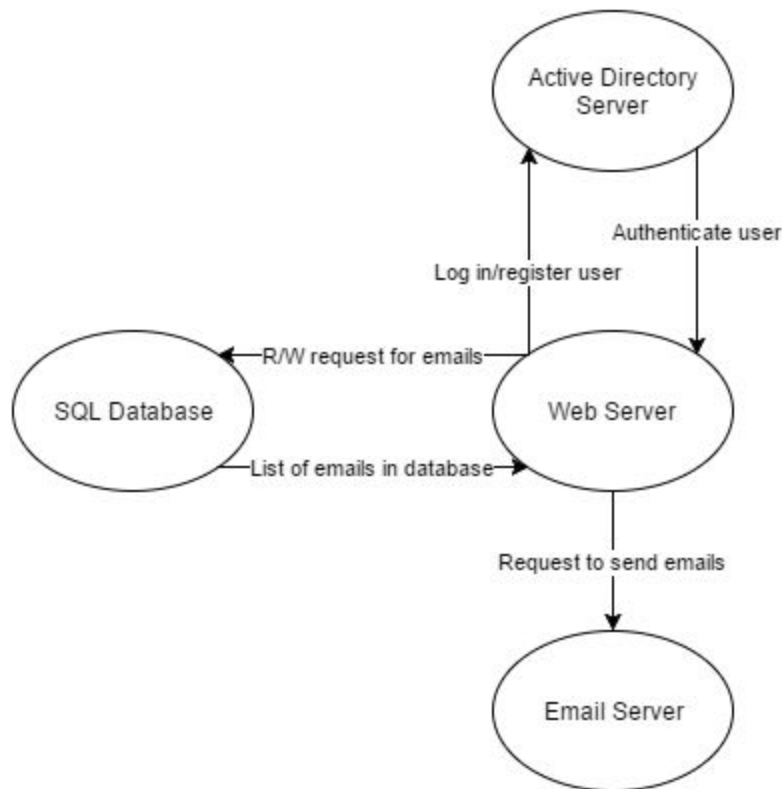 Active Directory
Server
Authenticate user
Log in/register user
R/W request for emails
SQL Database
Web Server
List of emails in database
Request to send emails
Email Server